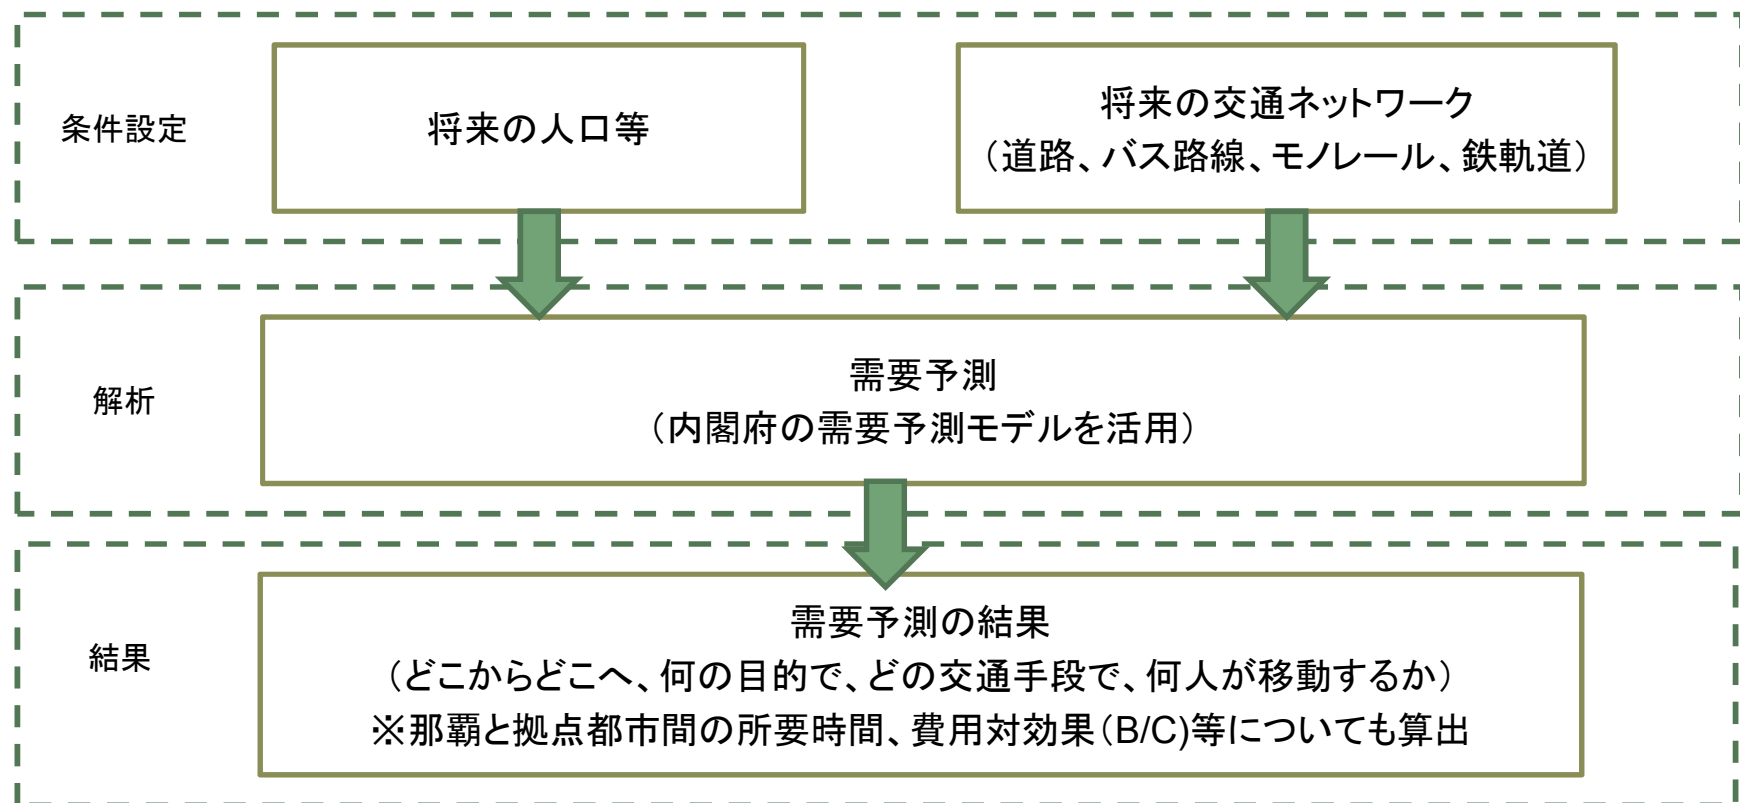 条件設定
将来の人口等
将来の交通ネットワーク
（道路、バス路線、モノレール、鉄軌道）
解析
需要予測
（内閣府の需要予測モデルを活用）
結果
需要予測の結果
（どこからどこへ、何の目的で、どの交通手段で、何人が移動するか）
※那覇と拠点都市間の所要時間、費用対効果（B/C)等についても算出